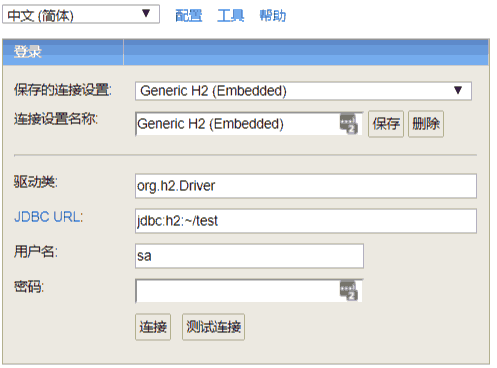 中文 (简体) 配置 工具 帮助
登录
保存的连接设置: Generic H2 (Embedded)
连接设置名称: Generic H2 (Embedded) 保存 删除
驱动类: org.h2.Driver
JDBC URL: jdbc:h2:~/test
用户名: sa
密码:
连接 测试连接